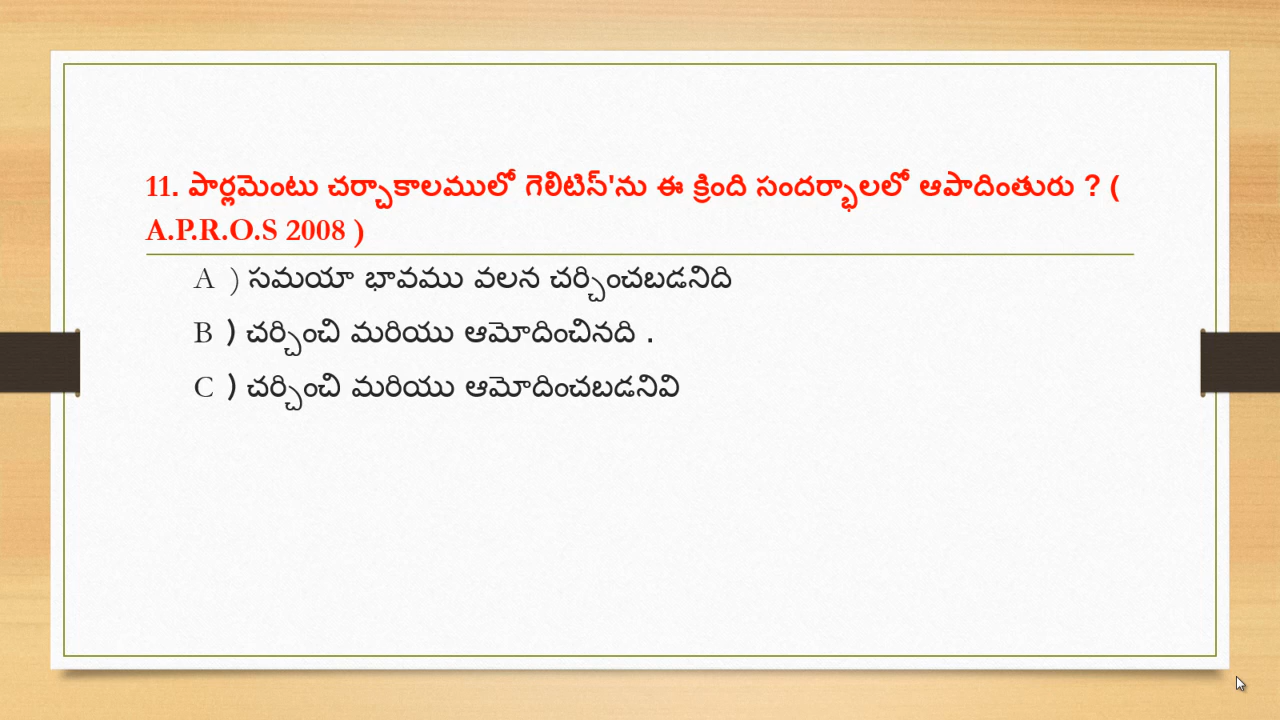 11. పార్లమెంటు చర్చాకాలములో గెలిటిస్'ను ఈ క్రింది సందర్భాలలో ఆపాదింతురు ? (
A.P.R.O.S 2008 )
A ) సమయా భావము వలన చర్చించబడనిది
B ) చర్చించి మరియు ఆమోదించినది .
C ) చర్చించి మరియు ఆమోదించబడనివి